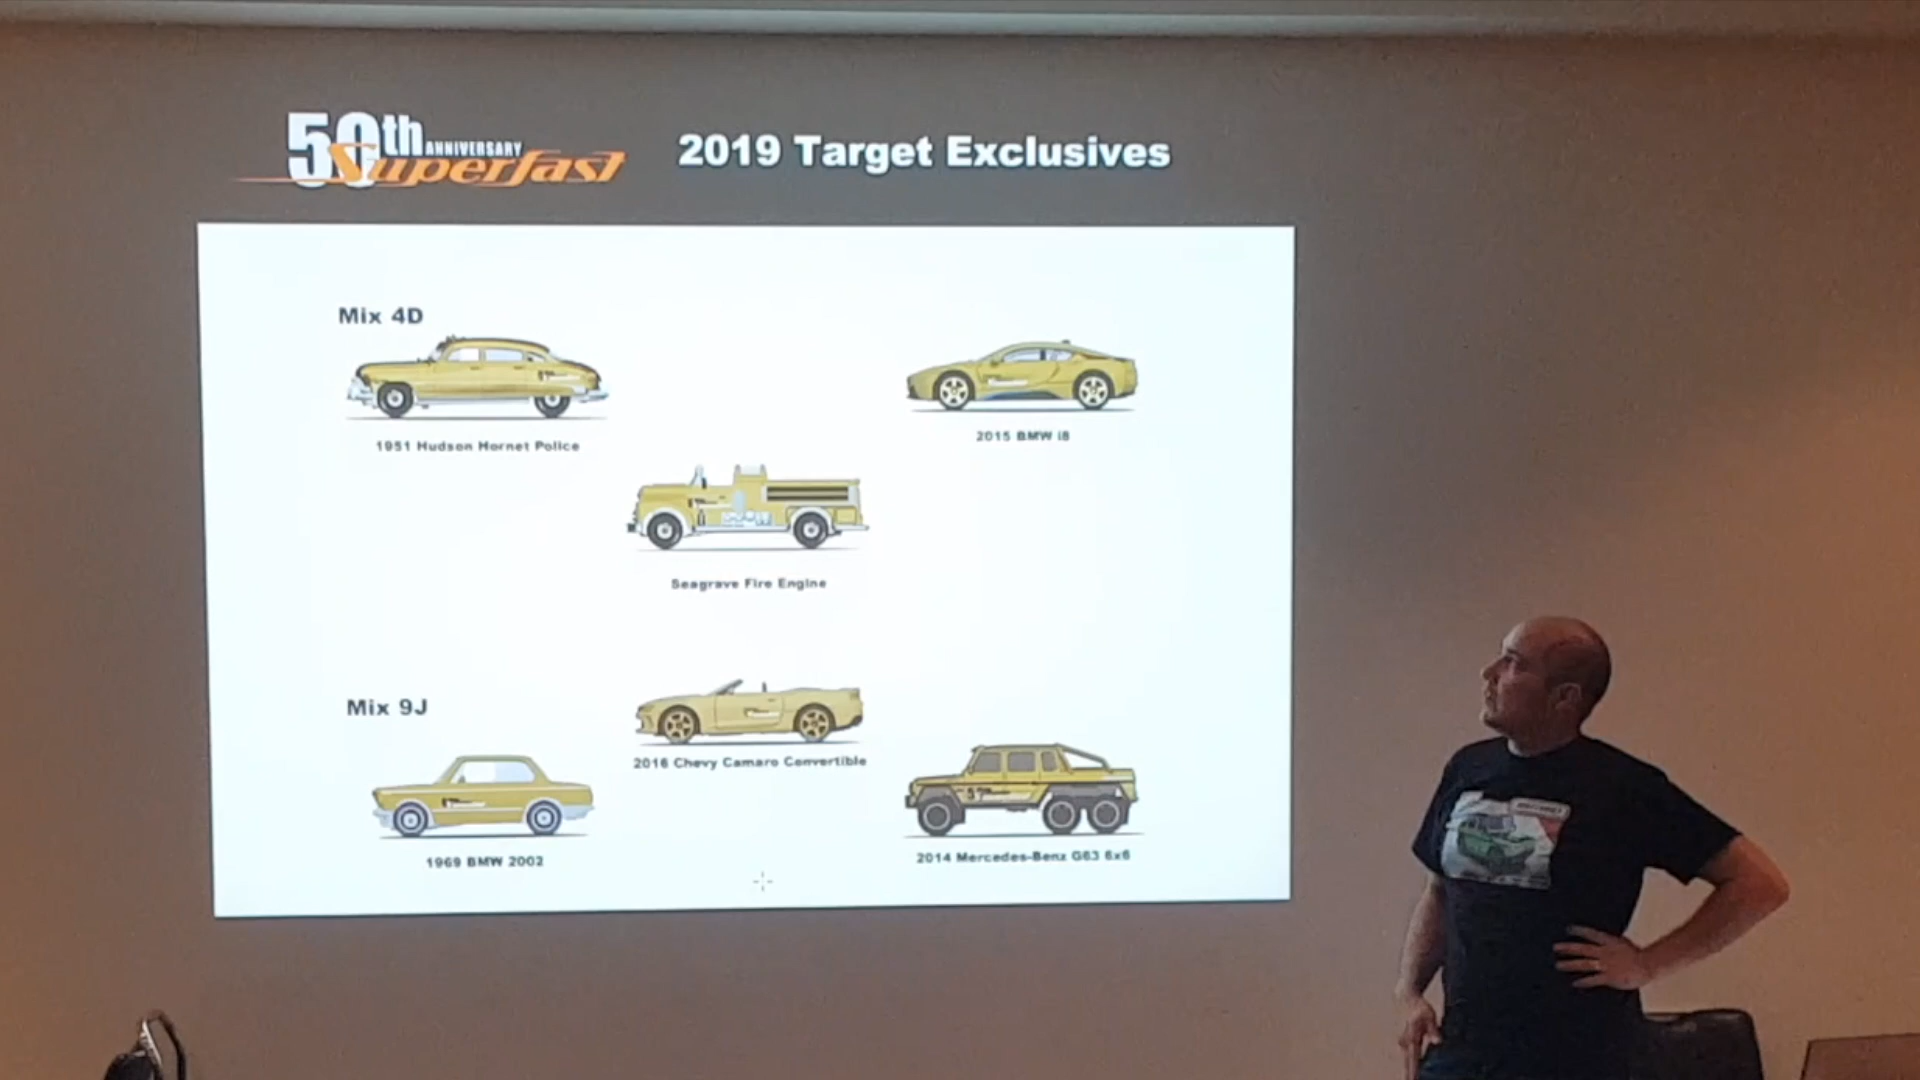 50th ANNIVERSARY
Superfast
2019 Target Exclusives
Mix 4D
1951 Hudson Hornet Police
2015 BMW i8
Seagrave Fire Engine
Mix 9J
2016 Chevy Camaro Convertible
1969 BMW 2002
2014 Mercedes-Benz G63 6x6